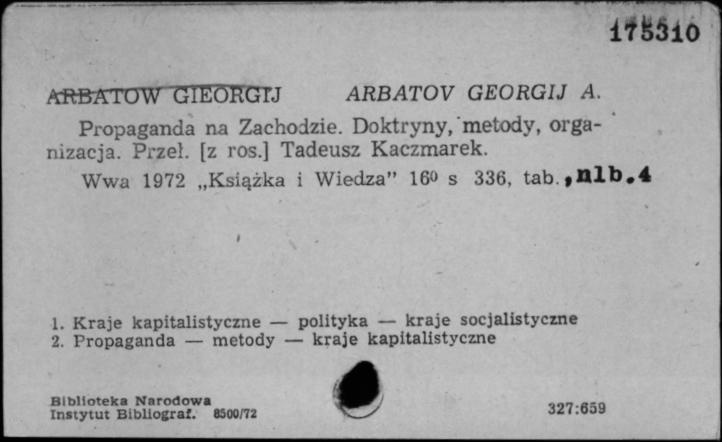 175310
ARBATOW GIEORGIJ ARBATOV GEORGIJ A.
Propaganda na Zachodzie. Doktryny, metody, orga-
nizacja. Przeł. [z ros.] Tadeusz Kaczmarek.
Wwa 1972 „Książka i Wiedza” 16⁰ s 336, tab., nlb.4
1. Kraje kapitalistyczne — polityka — kraje socjalistyczne
2. Propaganda — metody — kraje kapitalistyczne
Biblioteka Narodowa
Instytut Bibliograf. 8500/72
327:659